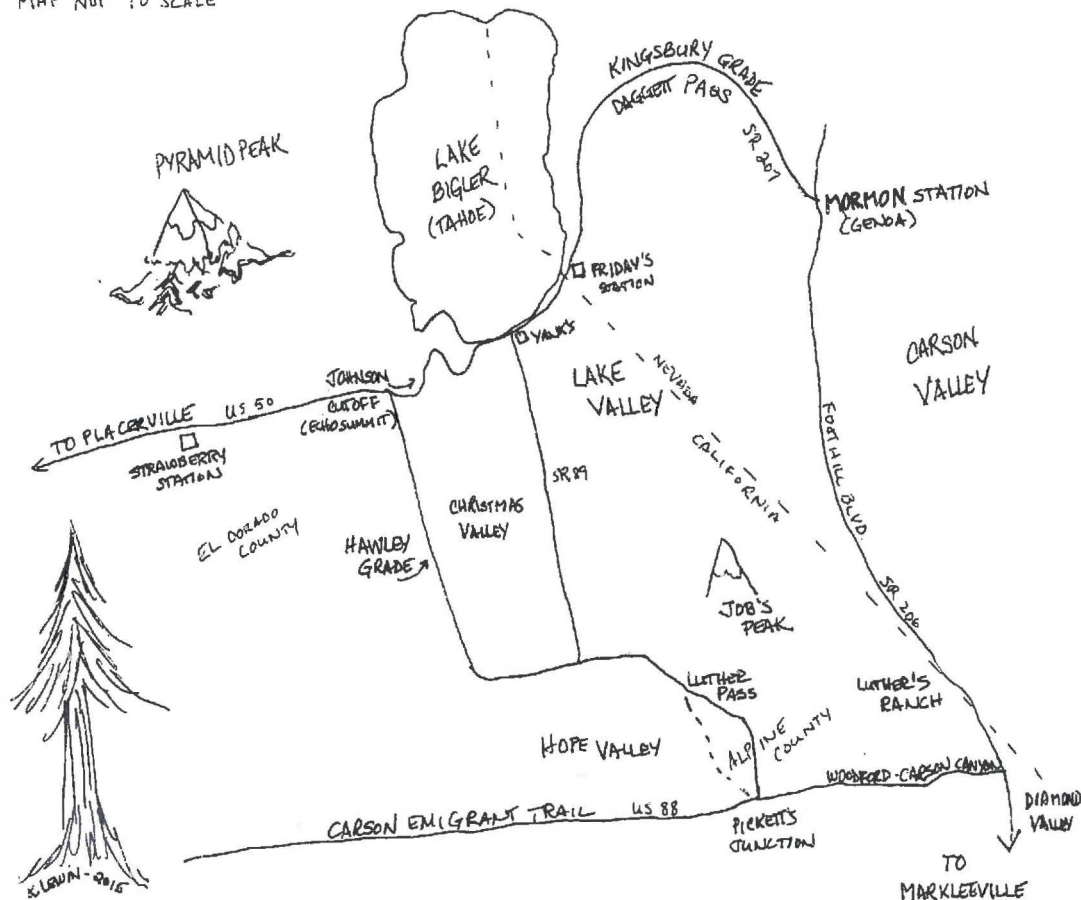 MAP NOT TO SCALE
KINGSBURY GRADE
DAGGETT PASS
SR 207
PYRAMID PEAK
LAKE
BIGLER
(TAHOE)
MORMON STATION
(GENOA)
FRIDAY'S
STATION
YANK'S
CARSON
VALLEY
LAKE
VALLEY
NEVADA
CALIFORNIA
JOHNSON
CUTOFF
(ECHO SUMMIT)
TO PLACERVILLE US 50
STRAWBERRY
STATION
FOOTHILL BLVD.
SR 89
CHRISTMAS
VALLEY
EL DORADO
COUNTY
HAWLEY
GRADE
JOB'S
PEAK
SR 206
LUTHER
PASS
LUTHER'S
RANCH
HOPE VALLEY
ALPINE
COUNTY
WOODFORD-CARSON CANYON
CARSON EMIGRANT TRAIL US 88
PICKETT'S
JUNCTION
DIAMOND
VALLEY
TO
MARKLEEVILLE
K LEWIN-2015